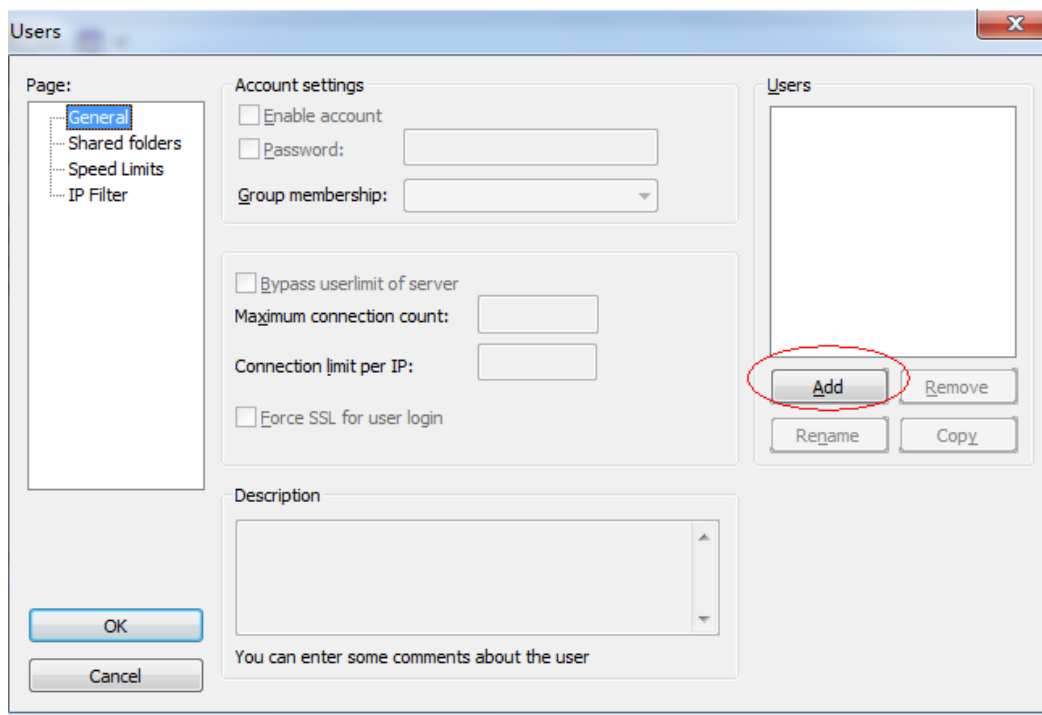 Users
Page:
General
Shared folders
Speed Limits
IP Filter
Account settings
Enable account
Password:
Group membership:
Bypass userlimit of server
Maximum connection count:
Connection limit per IP:
Force SSL for user login
Description
You can enter some comments about the user
Users
Add
Remove
Rename
Copy
OK
Cancel